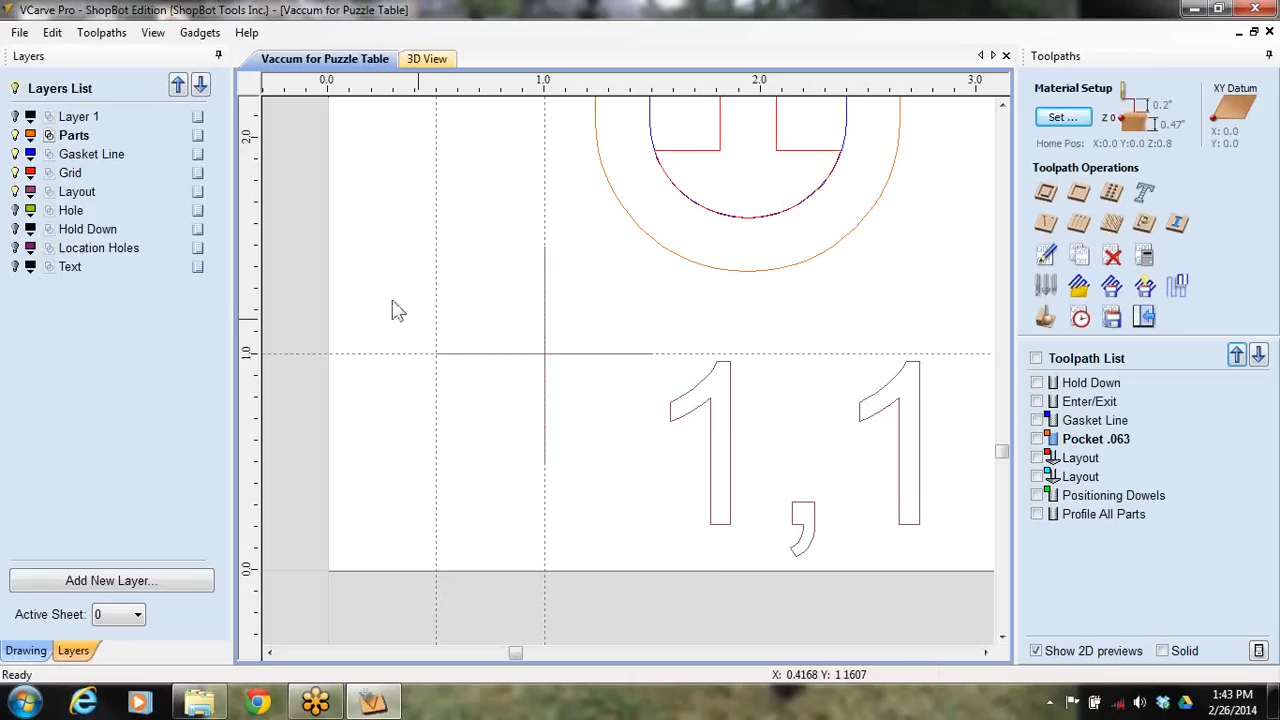 VCarve Pro - ShopBot Edition (ShopBot Tools Inc.) - [Vaccum for Puzzle Table]
File Edit Toolpaths View Gadgets Help
Layers
Layers List
Layer 1
Parts
Gasket Line
Grid
Layout
Hole
Hold Down
Location Holes
Text
Add New Layer...
Active Sheet: 0
Drawing Layers
Ready
Vaccum for Puzzle Table 3D View
0.0 1.0 2.0 3.0
2.0
1.0
0.0
1,1
X: 0.4168 Y: 1.1607
Toolpaths
Material Setup
Set ...
Z 0
0.2"
0.47"
XY Datum
X: 0.0
Y: 0.0
Home Pos: X:0.0 Y:0.0 Z:0.8
Toolpath Operations
Toolpath List
Hold Down
Enter/Exit
Gasket Line
Pocket .063
Layout
Layout
Positioning Dowels
Profile All Parts
Show 2D previews Solid
1:43 PM
2/26/2014